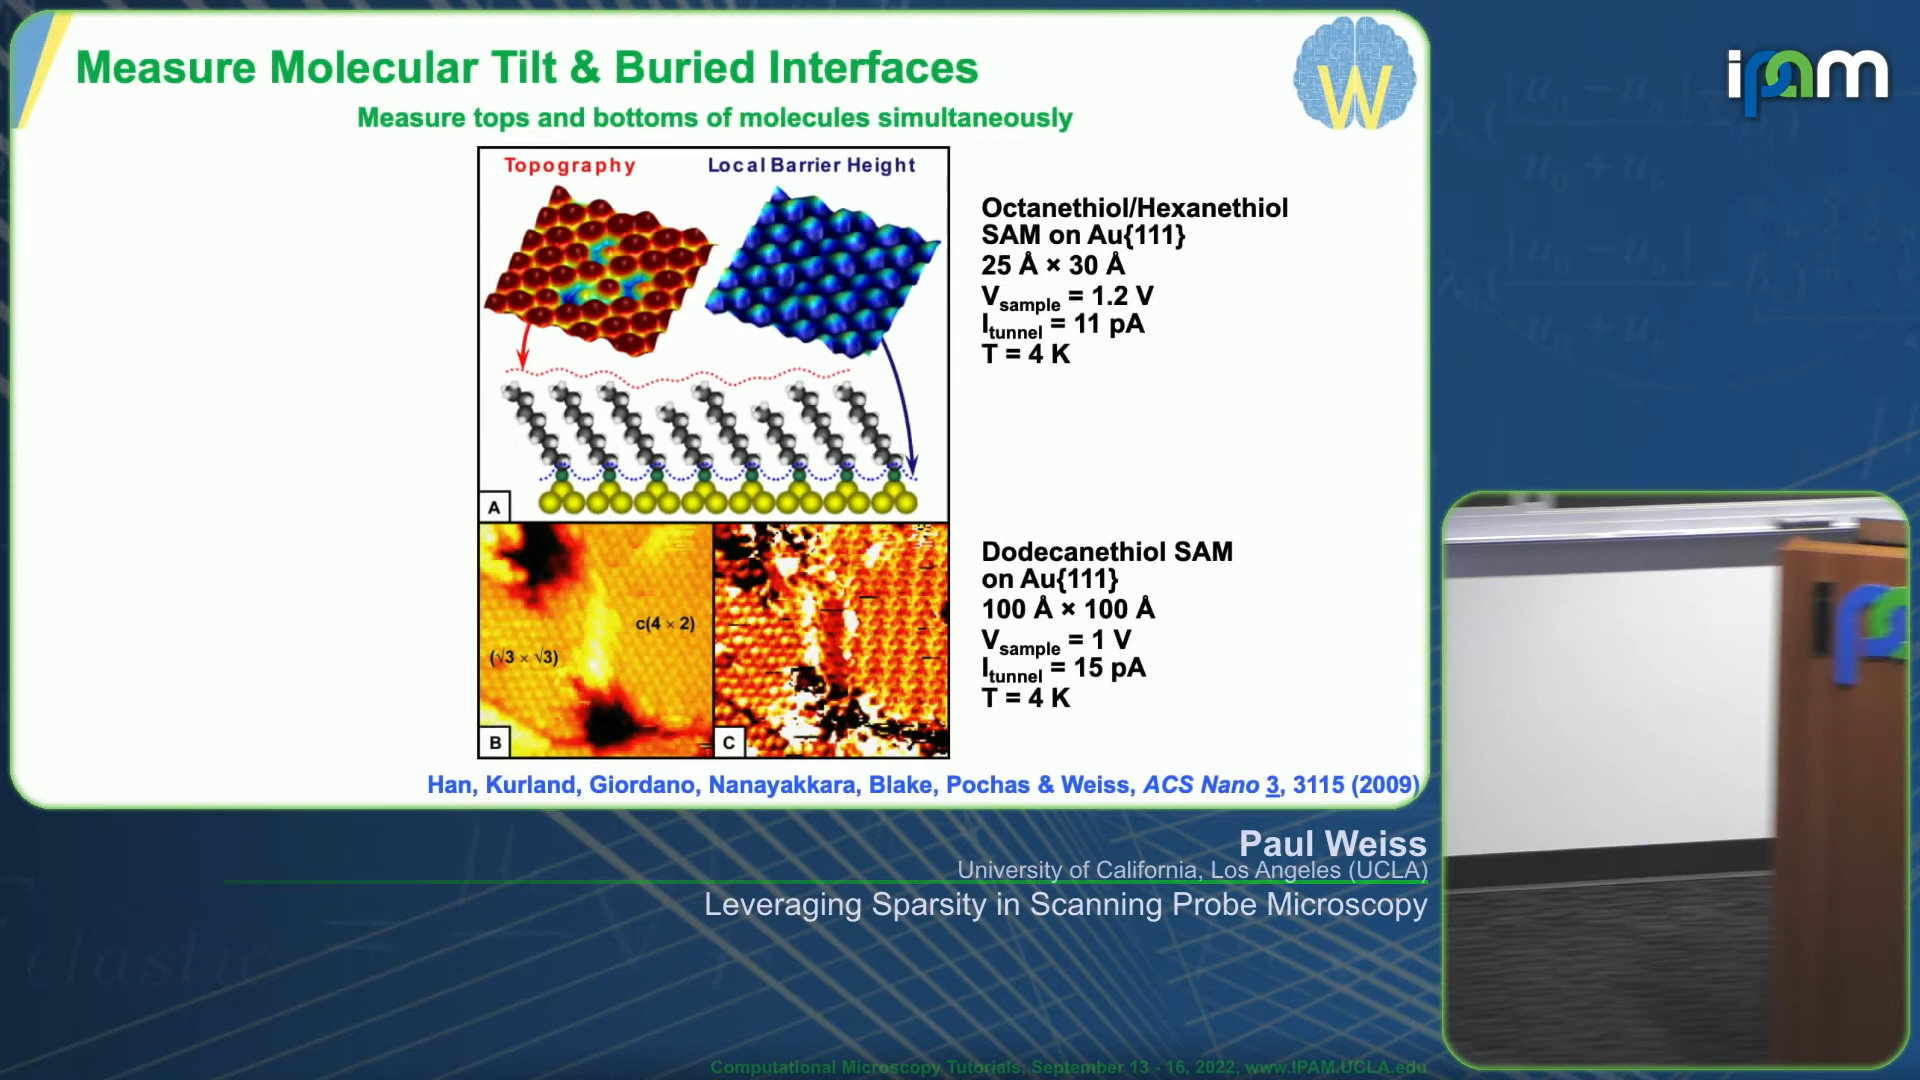 Measure Molecular Tilt & Buried Interfaces
Measure tops and bottoms of molecules simultaneously
W
ipam
Topography
Local Barrier Height
A
Octanethiol/Hexanethiol
SAM on Au{111}
25 Å × 30 Å
Vsample = 1.2 V
Itunnel = 11 pA
T = 4 K
(√3 × √3)
c(4 × 2)
B
C
Dodecanethiol SAM
on Au{111}
100 Å × 100 Å
Vsample = 1 V
Itunnel = 15 pA
T = 4 K
Han, Kurland, Giordano, Nanayakkara, Blake, Pochas & Weiss, ACS Nano 3, 3115 (2009)
Paul Weiss
University of California, Los Angeles (UCLA)
Leveraging Sparsity in Scanning Probe Microscopy
Computational Microscopy Tutorials, September 13 - 16, 2022, www.IPAM.UCLA.edu